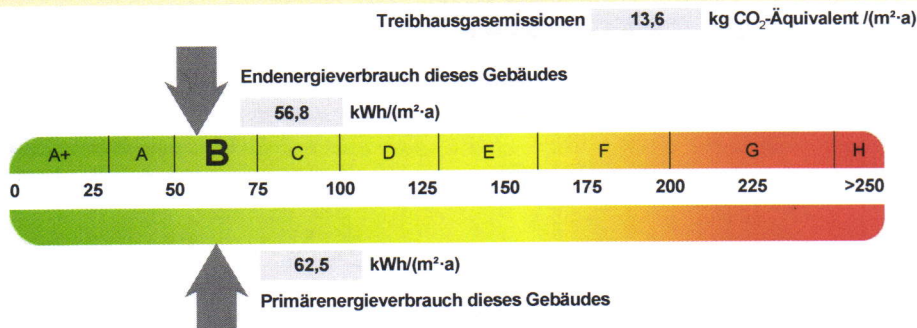 Treibhausgasemissionen 13,6 kg CO₂-Äquivalent /(m²·a)
Endenergieverbrauch dieses Gebäudes
56,8 kWh/(m²·a)
A+ A B C D E F G H
0 25 50 75 100 125 150 175 200 225 >250
62,5 kWh/(m²·a)
Primärenergieverbrauch dieses Gebäudes